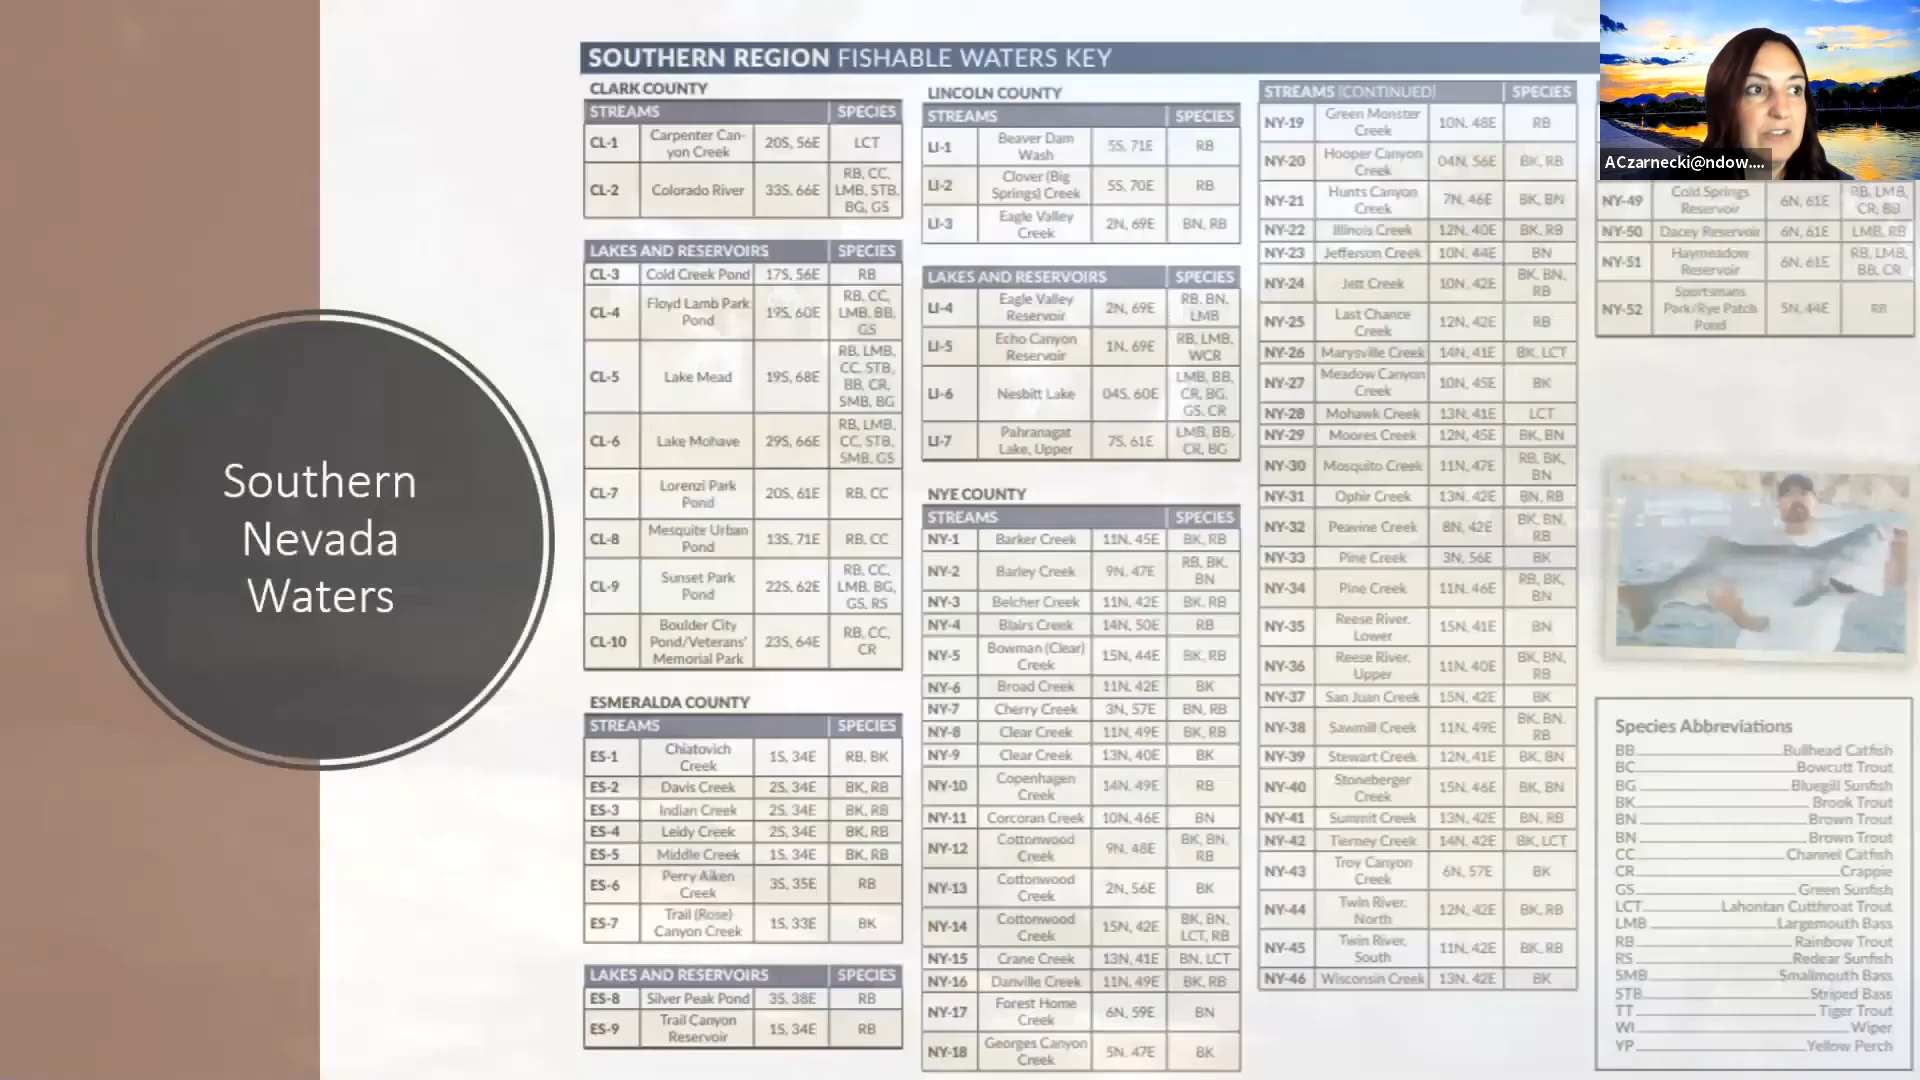 Southern
Nevada
Waters
SOUTHERN REGION FISHABLE WATERS KEY
CLARK COUNTY
STREAMS SPECIES
CL-1 Carpenter Can-yon Creek 20S, 56E LCT
CL-2 Colorado River 33S, 66E RB, CC, LMB, STB, BG, GS
LAKES AND RESERVOIRS SPECIES
CL-3 Cold Creek Pond 17S, 56E RB
CL-4 Floyd Lamb Park Pond 19S, 60E RB, CC, LMB, BB, GS
CL-5 Lake Mead 19S, 68E RB, LMB, CC, STB, BB, CR, SMB, BG
CL-6 Lake Mohave 29S, 66E RB, LMB, CC, STB, SMB, GS
CL-7 Lorenzi Park Pond 20S, 61E RB, CC
CL-8 Mesquite Urban Pond 13S, 71E RB, CC
CL-9 Sunset Park Pond 22S, 62E RB, CC, LMB, BG, GS, RS
CL-10 Boulder City Pond/Veterans' Memorial Park 23S, 64E RB, CC, CR
ESMERALDA COUNTY
STREAMS SPECIES
ES-1 Chiatovich Creek 1S, 34E RB, BK
ES-2 Davis Creek 2S, 34E BK, RB
ES-3 Indian Creek 2S, 34E BK, RB
ES-4 Leidy Creek 2S, 34E BK, RB
ES-5 Middle Creek 1S, 34E BK, RB
ES-6 Perry Aiken Creek 3S, 35E RB
ES-7 Trail (Rose) Canyon Creek 1S, 33E BK
LAKES AND RESERVOIRS SPECIES
ES-8 Silver Peak Pond 3S, 38E RB
ES-9 Trail Canyon Reservoir 1S, 34E RB
LINCOLN COUNTY
STREAMS SPECIES
LI-1 Beaver Dam Wash 5S, 71E RB
LI-2 Clover (Big Springs) Creek 5S, 70E RB
LI-3 Eagle Valley Creek 2N, 69E BN, RB
LAKES AND RESERVOIRS SPECIES
LI-4 Eagle Valley Reservoir 2N, 69E RB, BN, LMB
LI-5 Echo Canyon Reservoir 1N, 69E RB, LMB, WCR
LI-6 Nesbitt Lake 04S, 60E LMB, BB, CR, BG, GS, CR
LI-7 Pahranagat Lake, Upper 7S, 61E LMB, BB, CR, BG
NYE COUNTY
STREAMS SPECIES
NY-1 Barker Creek 11N, 45E BK, RB
NY-2 Barley Creek 9N, 47E RB, BK, BN
NY-3 Belcher Creek 11N, 42E BK, RB
NY-4 Blairs Creek 14N, 50E RB
NY-5 Bowman (Clear) Creek 15N, 44E BK, RB
NY-6 Broad Creek 11N, 42E BK
NY-7 Cherry Creek 3N, 57E BN, RB
NY-8 Clear Creek 11N, 49E BK, RB
NY-9 Clear Creek 13N, 40E BK
NY-10 Copenhagen Creek 14N, 49E RB
NY-11 Corcoran Creek 10N, 46E BN
NY-12 Cottonwood Creek 9N, 48E BK, BN, RB
NY-13 Cottonwood Creek 2N, 56E BK
NY-14 Cottonwood Creek 15N, 42E BK, BN, LCT, RB
NY-15 Crane Creek 13N, 41E BN, LCT
NY-16 Danville Creek 11N, 49E BK, RB
NY-17 Forest Home Creek 6N, 59E BN
NY-18 Georges Canyon Creek 5N, 47E BK
STREAMS (CONTINUED) SPECIES
NY-19 Green Monster Creek 10N, 48E RB
NY-20 Hooper Canyon Creek 04N, 56E BK, RB
NY-21 Hunts Canyon Creek 7N, 46E BK, BN
NY-22 Illinois Creek 12N, 40E BK, RB
NY-23 Jefferson Creek 10N, 44E BN
NY-24 Jett Creek 10N, 42E BK, BN, RB
NY-25 Last Chance Creek 12N, 42E RB
NY-26 Marysville Creek 14N, 41E BK, LCT
NY-27 Meadow Canyon Creek 10N, 45E BK
NY-28 Mohawk Creek 13N, 41E LCT
NY-29 Moores Creek 12N, 45E BK, BN
NY-30 Mosquito Creek 11N, 47E RB, BK, BN
NY-31 Ophir Creek 13N, 42E BN, RB
NY-32 Peavine Creek 8N, 42E BK, BN, RB
NY-33 Pine Creek 3N, 56E BK
NY-34 Pine Creek 11N, 46E RB, BK, BN
NY-35 Reese River, Lower 15N, 41E BN
NY-36 Reese River, Upper 11N, 40E BK, BN, RB
NY-37 San Juan Creek 15N, 42E BK
NY-38 Sawmill Creek 11N, 49E BK, BN, RB
NY-39 Stewart Creek 12N, 41E BK, BN
NY-40 Stoneberger Creek 15N, 46E BK, BN
NY-41 Summit Creek 13N, 42E BN, RB
NY-42 Tierney Creek 14N, 42E BK, LCT
NY-43 Troy Canyon Creek 6N, 57E BK
NY-44 Twin River, North 12N, 42E BK, RB
NY-45 Twin River, South 11N, 42E BK, RB
NY-46 Wisconsin Creek 13N, 42E BK
ACzarnecki@ndow....
NY-49 Cold Springs Reservoir 6N, 61E RB, LMB, CR, BB
NY-50 Dacey Reservoir 6N, 61E LMB, RB
NY-51 Haymeadow Reservoir 6N, 61E RB, LMB, BB, CR
NY-52 Sportsmans Park/Rye Patch Pond 5N, 44E RB
Species Abbreviations
BB Bullhead Catfish
BC Bowcutt Trout
BG Bluegill Sunfish
BK Brook Trout
BN Brown Trout
BN Brown Trout
CC Channel Catfish
CR Crappie
GS Green Sunfish
LCT Lahontan Cutthroat Trout
LMB Largemouth Bass
RB Rainbow Trout
RS Redear Sunfish
SMB Smallmouth Bass
STB Striped Bass
TT Tiger Trout
WI Wiper
YP Yellow Perch